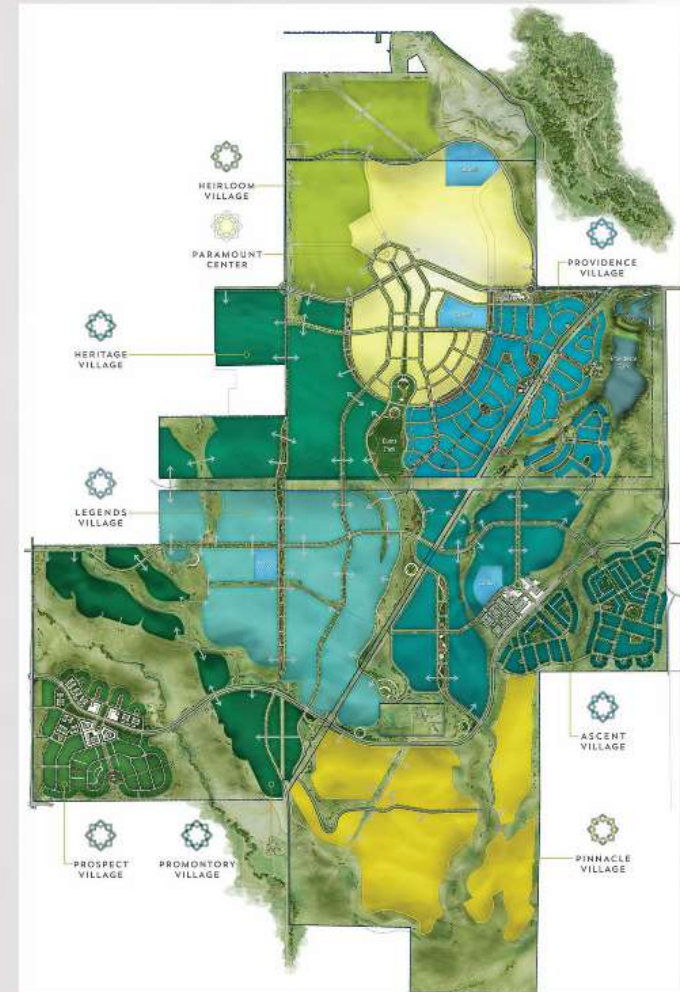 HEIRLOOM
VILLAGE
PARAMOUNT
CENTER
PROVIDENCE
VILLAGE
HERITAGE
VILLAGE
LEGENDS
VILLAGE
ASCENT
VILLAGE
PROSPECT
VILLAGE
PROMONTORY
VILLAGE
PINNACLE
VILLAGE